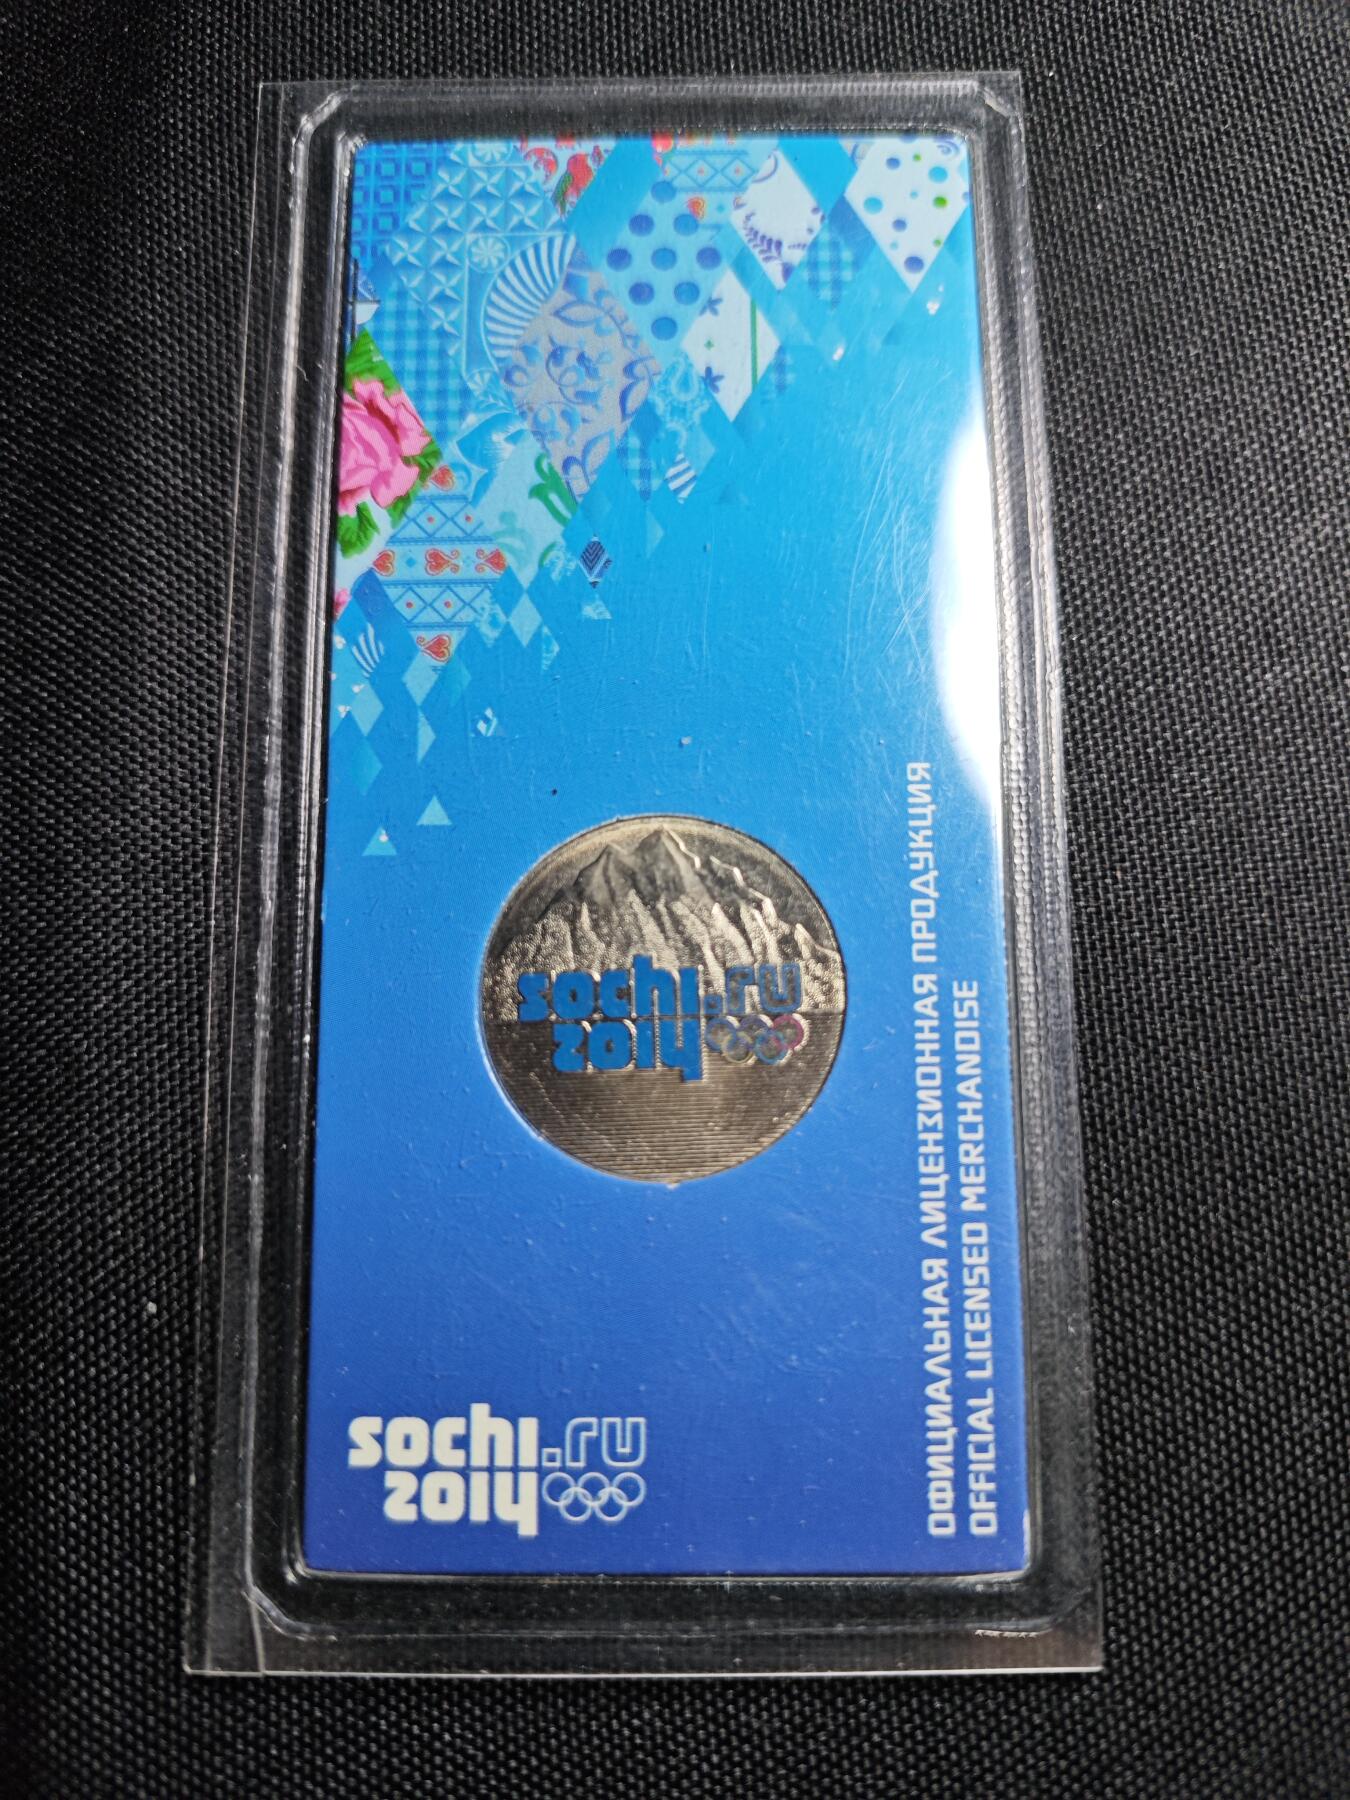 sochi.ru
2014
sochi.ru
2014
ОФИЦИАЛЬНАЯ ЛИЦЕНЗИОННАЯ ПРОДУКЦИЯ
OFFICIAL LICENSED MERCHANDISE